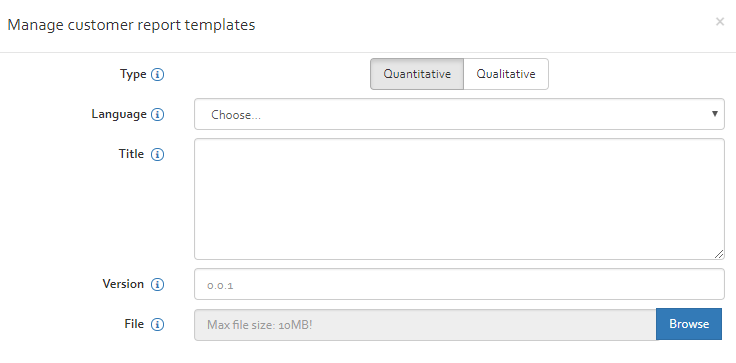 Manage customer report templates ×
Type Quantitative Qualitative
Language Choose...
Title
Version 0.0.1
File Max file size: 10MB! Browse